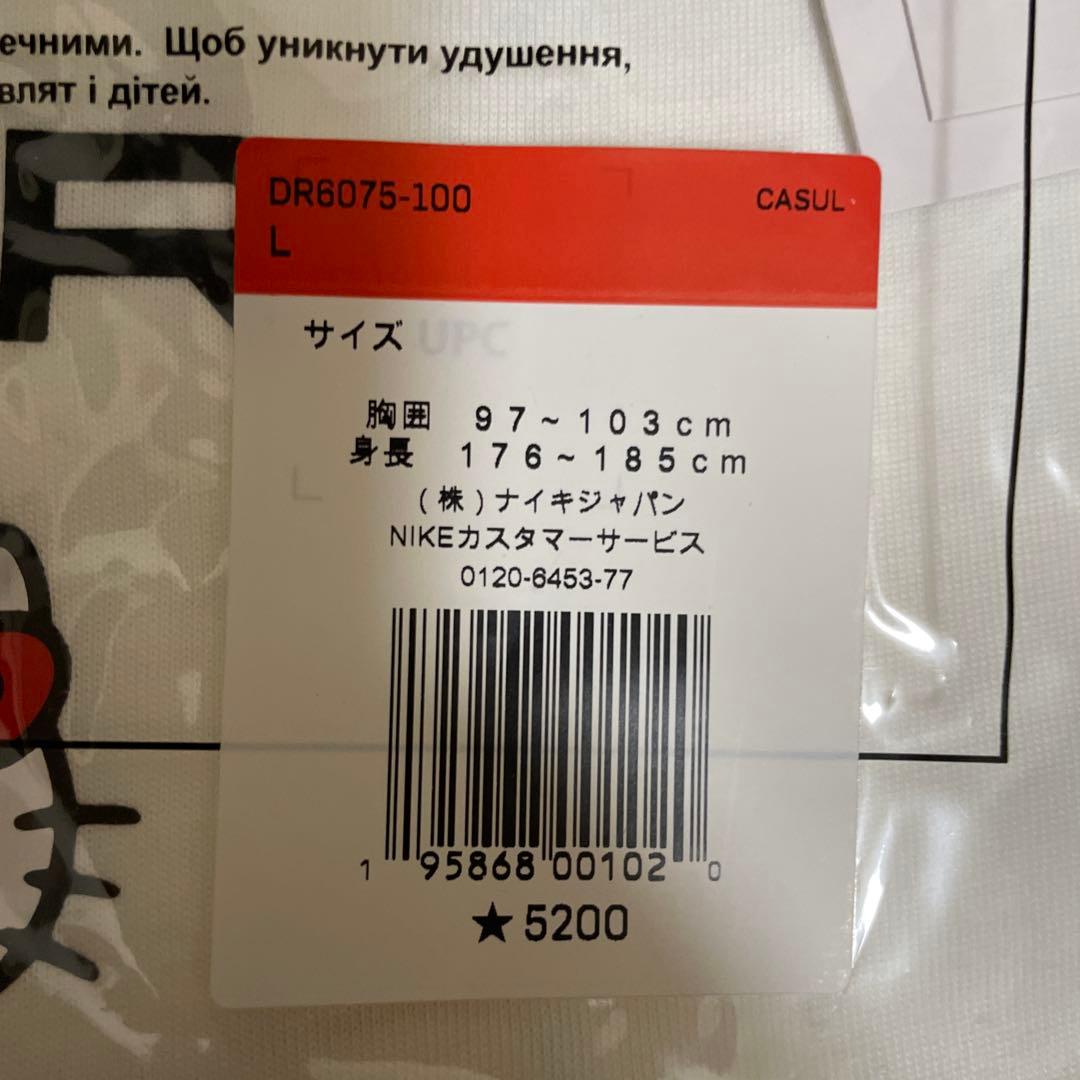 ечними. Щоб уникнути удушення,
влят і дітей.
DR6075-100
CASUL
L
サイズ UPC
胸囲 97~103cm
身長 176~185cm
(株)ナイキジャパン
NIKEカスタマーサービス
0120-6453-77
1 95868 00102 0
★5200